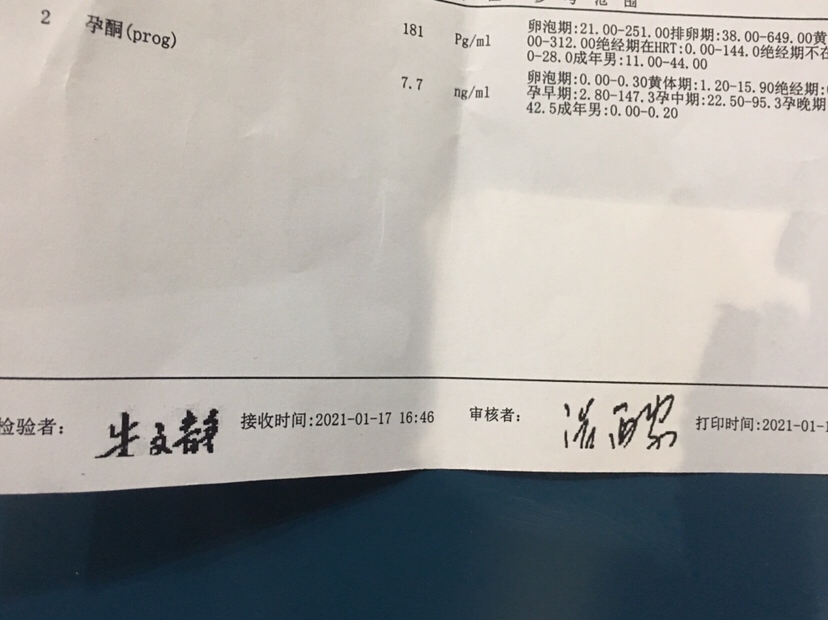 2 孕酮(prog)
181 Pg/ml 卵泡期:21.00-251.00排卵期:38.00-649.00黄
00-312.00绝经期在HRT:0.00-144.0绝经期不在
0-28.0成年男:11.00-44.00
7.7 ng/ml 卵泡期:0.00-0.30黄体期:1.20-15.90绝经期:
孕早期:2.80-147.3孕中期:22.50-95.3孕晚期
42.5成年男:0.00-0.20
检验者: 接收时间:2021-01-17 16:46 审核者: 打印时间:2021-01-1